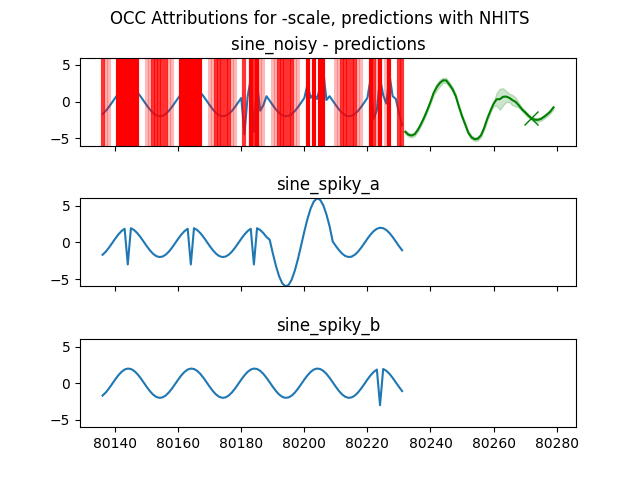 OCC Attributions for -scale, predictions with NHITS
sine_noisy - predictions
5
0
−5
sine_spiky_a
5
0
−5
sine_spiky_b
5
0
−5
80140 80160 80180 80200 80220 80240 80260 80280